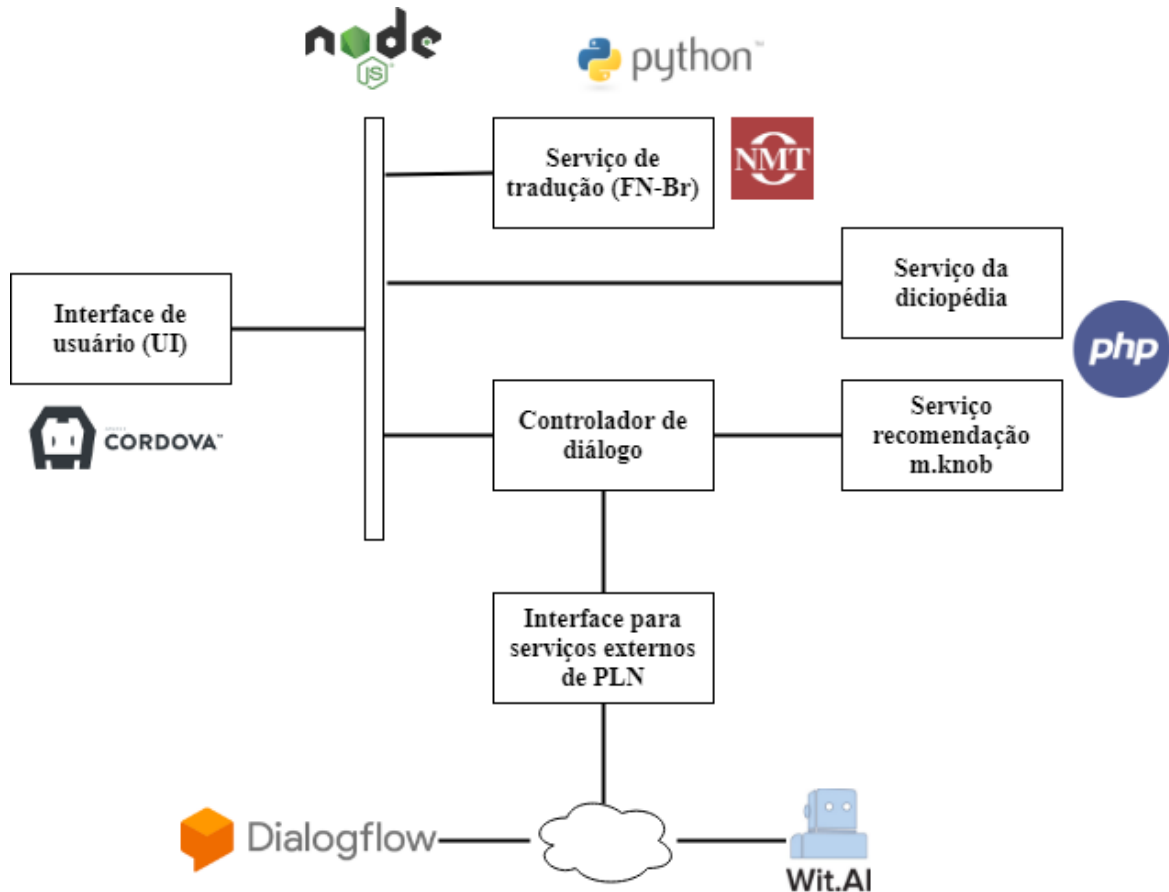 node
JS
python
Serviço de
tradução (FN-Br)
NMT
Serviço da
diciopédia
Interface de
usuário (UI)
php
CORDOVA™
Controlador de
diálogo
Serviço
recomendação
m.knob
Interface para
serviços externos
de PLN
Dialogflow
Wit.AI